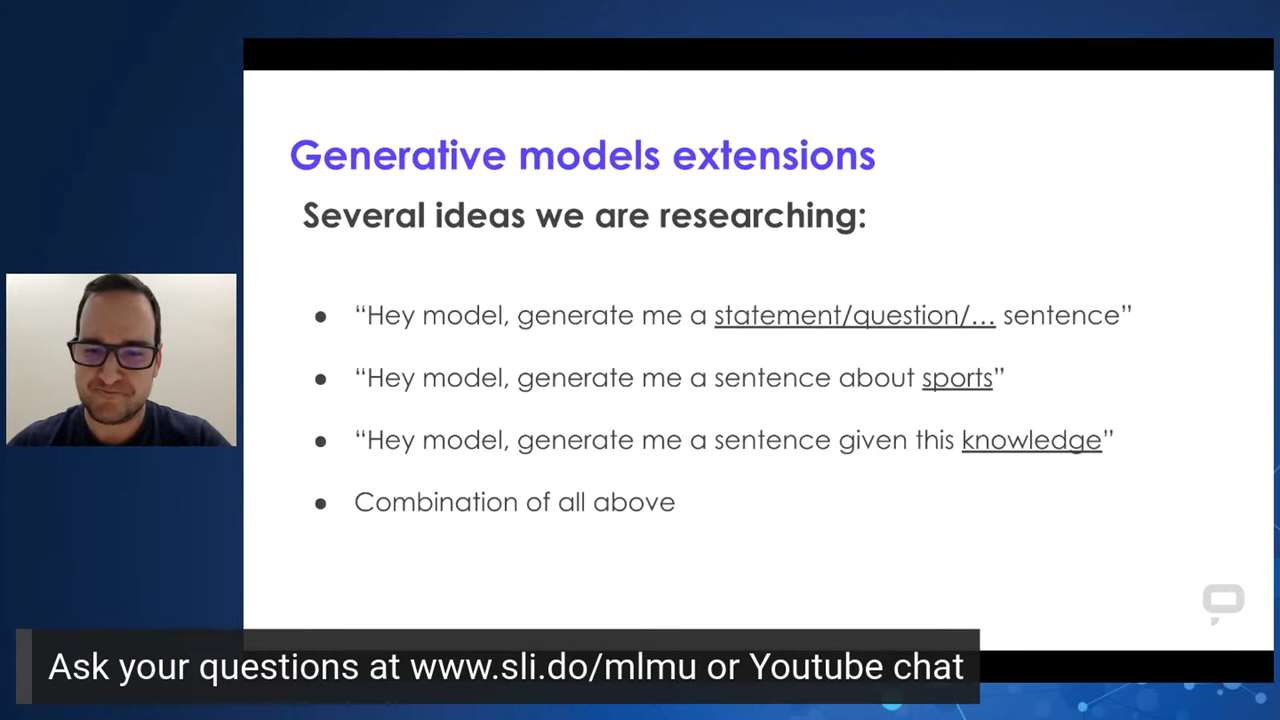 Generative models extensions
Several ideas we are researching:
● “Hey model, generate me a statement/question/… sentence”
● “Hey model, generate me a sentence about sports”
● “Hey model, generate me a sentence given this knowledge”
● Combination of all above
Ask your questions at www.sli.do/mlmu or Youtube chat